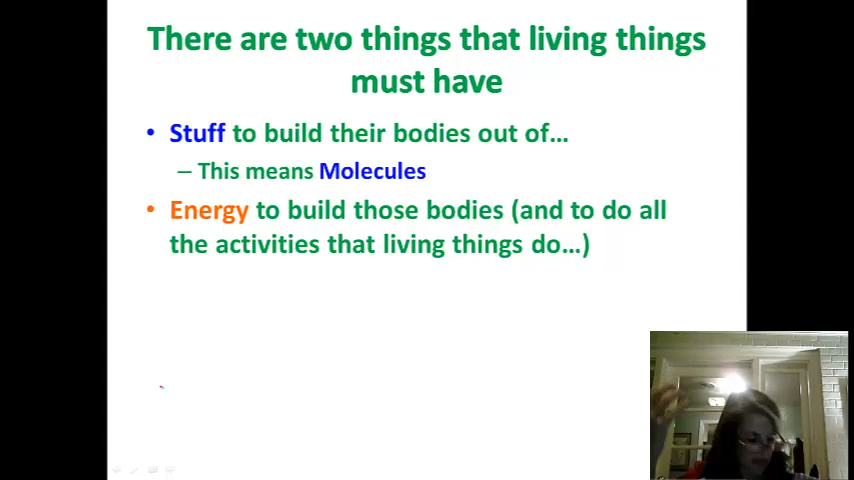 There are two things that living things
must have
• Stuff to build their bodies out of…
– This means Molecules
• Energy to build those bodies (and to do all
the activities that living things do…)